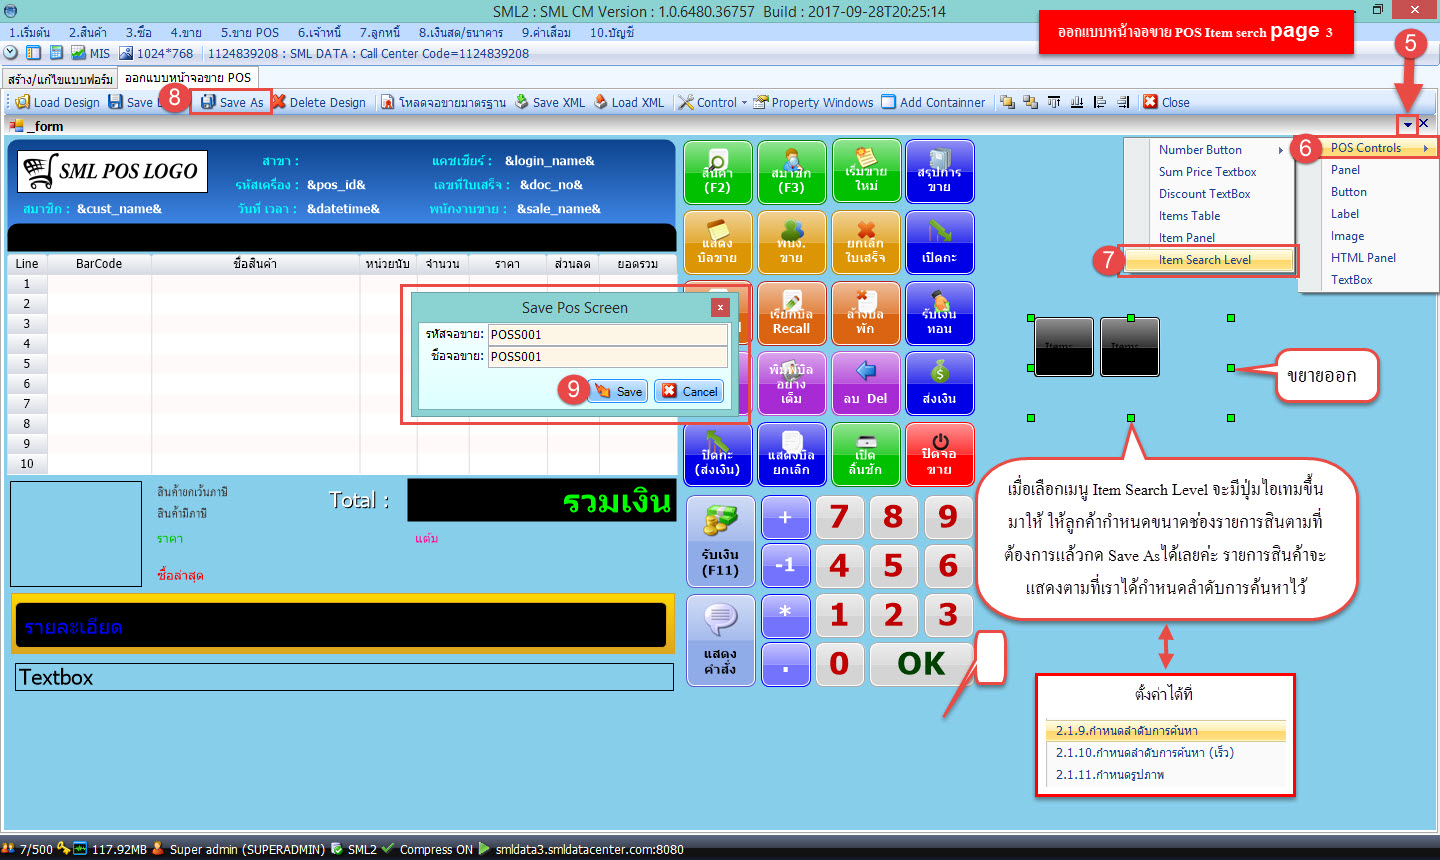 SML2 : SML CM Version : 1.0.6480.36757 Build : 2017-09-28T20:25:14
1.เริ่มต้น 2.สินค้า 3.ซื้อ 4.ขาย 5.ขาย POS 6.เจ้าหนี้ 7.ลูกหนี้ 8.เงินสด/ธนาคาร 9.ค่าเสื่อม 10.บัญชี
MIS 1024*768 1124839208 : SML DATA : Call Center Code=1124839208
ออกแบบหน้าจอขาย POS Item serch page 3
5
สร้าง/แก้ไขแบบฟอร์ม ออกแบบหน้าจอขาย POS
Load Design Save 8 Save As Delete Design โหลดจอขายมาตรฐาน Save XML Load XML Control Property Windows Add Containner Close
_form
SML POS LOGO
สาขา : แคชเชียร์ : &login_name&
รหัสเครื่อง : &pos_id& เลขที่ใบเสร็จ : &doc_no&
สมาชิก : &cust_name& วันที่ เวลา : &datetime& พนักงานขาย : &sale_name&
Line BarCode ชื่อสินค้า หน่วยนับ จำนวน ราคา ส่วนลด ยอดรวม
1
2
3
4
5
6
7
8
9
10
Save Pos Screen
รหัสจอขาย: POSS001
ชื่อจอขาย: POSS001
9 Save Cancel
สินค้า (F2)
สมาชิก (F3)
เริ่มขาย ใหม่
สรุปการ ขาย
แสดง บิลขาย
พนง. ขาย
ยกเลิก ใบเสร็จ
เปิดกะ
เรียกบิล Recall
ล้างบิล พัก
รับเงิน ทอน
พิมพ์บิล อย่าง เต็ม
ลบ Del
ส่งเงิน
ปิดกะ (ส่งเงิน)
แสดงบิล ยกเลิก
เปิด ลิ้นชัก
ปิดจอ ขาย
รับเงิน (F11)
แสดง คำสั่ง
+ 7 8 9
-1 4 5 6
* 1 2 3
. 0 OK
สินค้ายกเว้นภาษี
สินค้ามีภาษี
ราคา
ซื้อล่าสุด
Total : รวมเงิน
แต้ม
รายละเอียด
Textbox
Number Button
Sum Price Textbox
Discount TextBox
Items Table
Item Panel
7 Item Search Level
6 POS Controls
Panel
Button
Label
Image
HTML Panel
TextBox
Items Items
ขยายออก
เมื่อเลือกเมนู Item Search Level จะมีปุ่มไอเทมขึ้น
มาให้ ให้ลูกค้ากำหนดขนาดช่องรายการสินตามที่
ต้องการแล้วกด Save Asได้เลยค่ะ รายการสินค้าจะ
แสดงตามที่เราได้กำหนดลำดับการค้นหาไว้
ตั้งค่าได้ที่
2.1.9.กำหนดลำดับการค้นหา
2.1.10.กำหนดลำดับการค้นหา (เร็ว)
2.1.11.กำหนดรูปภาพ
7/500 117.92MB Super admin (SUPERADMIN) SML2 Compress ON smldata3.smldatacenter.com:8080